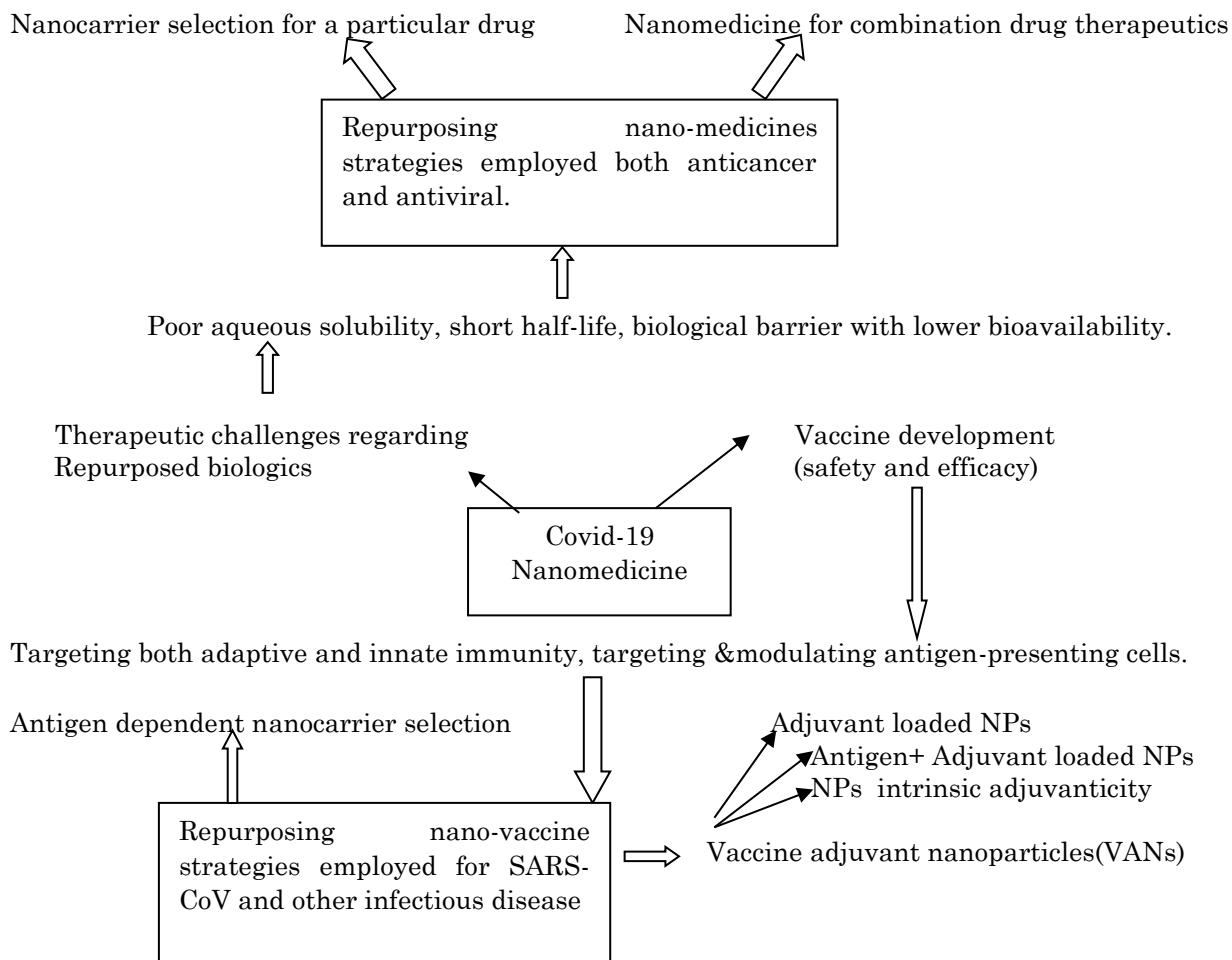 Nanocarrier selection for a particular drug
Nanomedicine for combination drug therapeutics
Repurposing nano-medicines
strategies employed both anticancer
and antiviral.
Poor aqueous solubility, short half-life, biological barrier with lower bioavailability.
Therapeutic challenges regarding
Repurposed biologics
Vaccine development
(safety and efficacy)
Covid-19
Nanomedicine
Targeting both adaptive and innate immunity, targeting &modulating antigen-presenting cells.
Antigen dependent nanocarrier selection
Adjuvant loaded NPs
Antigen+ Adjuvant loaded NPs
NPs intrinsic adjuvanticity
Repurposing nano-vaccine
strategies employed for SARS-
CoV and other infectious disease
Vaccine adjuvant nanoparticles(VANs)